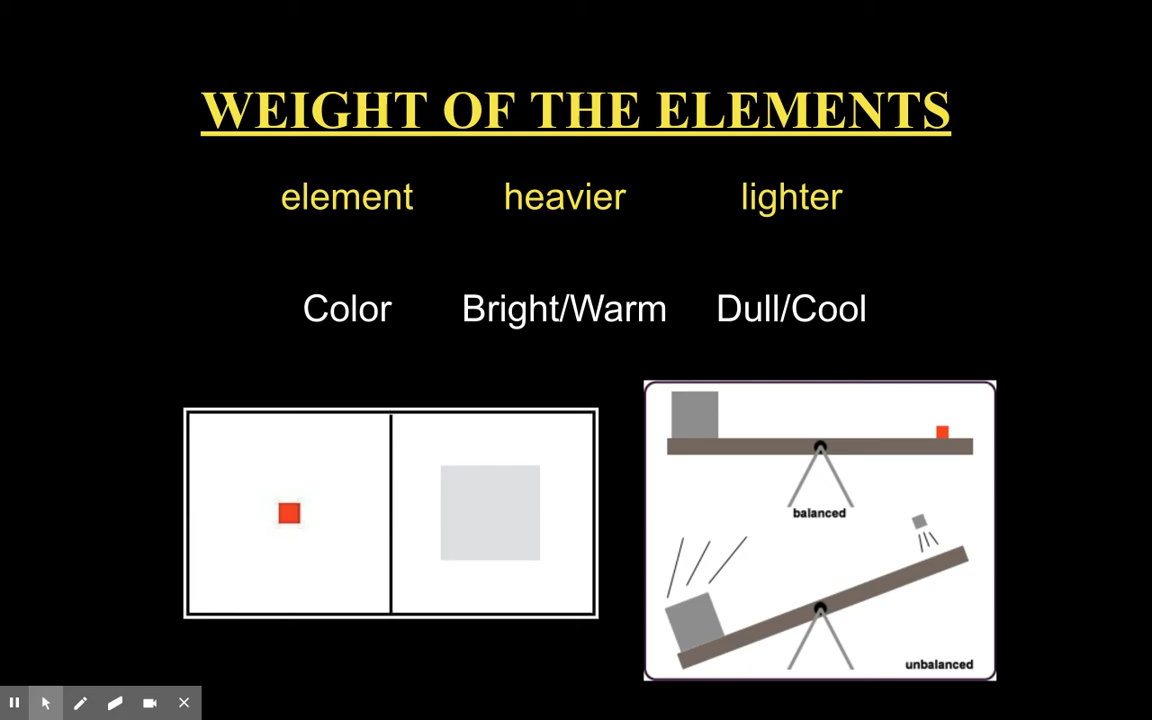 WEIGHT OF THE ELEMENTS
element heavier lighter
Color Bright/Warm Dull/Cool
balanced
unbalanced